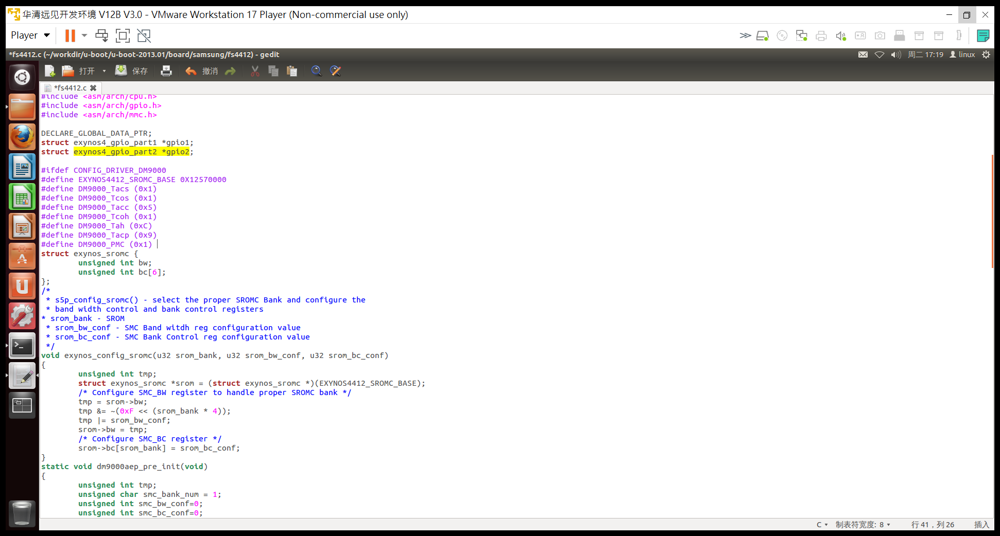 华清远见开发环境 V12B V3.0 - VMware Workstation 17 Player (Non-commercial use only)
Player
*fs4412.c (~/workdir/u-boot/u-boot-2013.01/board/samsung/fs4412) - gedit
周二 17:19 linux
打开 保存 撤消
*fs4412.c
#include <asm/arch/cpu.h>
#include <asm/arch/gpio.h>
#include <asm/arch/mmc.h>
DECLARE_GLOBAL_DATA_PTR;
struct exynos4_gpio_part1 *gpio1;
struct exynos4_gpio_part2 *gpio2;
#ifdef CONFIG_DRIVER_DM9000
#define EXYNOS4412_SROMC_BASE 0X12570000
#define DM9000_Tacs (0x1)
#define DM9000_Tcos (0x1)
#define DM9000_Tacc (0x5)
#define DM9000_Tcoh (0x1)
#define DM9000_Tah (0xC)
#define DM9000_Tacp (0x9)
#define DM9000_PMC (0x1)
struct exynos_sromc {
unsigned int bw;
unsigned int bc[6];
};
/*
* s5p_config_sromc() - select the proper SROMC Bank and configure the
* band width control and bank control registers
* srom_bank - SROM
* srom_bw_conf - SMC Band witdh reg configuration value
* srom_bc_conf - SMC Bank Control reg configuration value
*/
void exynos_config_sromc(u32 srom_bank, u32 srom_bw_conf, u32 srom_bc_conf)
{
unsigned int tmp;
struct exynos_sromc *srom = (struct exynos_sromc *)(EXYNOS4412_SROMC_BASE);
/* Configure SMC_BW register to handle proper SROMC bank */
tmp = srom->bw;
tmp &= ~(0xF << (srom_bank * 4));
tmp |= srom_bw_conf;
srom->bw = tmp;
/* Configure SMC_BC register */
srom->bc[srom_bank] = srom_bc_conf;
}
static void dm9000aep_pre_init(void)
{
unsigned int tmp;
unsigned char smc_bank_num = 1;
unsigned int smc_bw_conf=0;
unsigned int smc_bc_conf=0;
C 制表符宽度: 8 行 41，列 26 插入